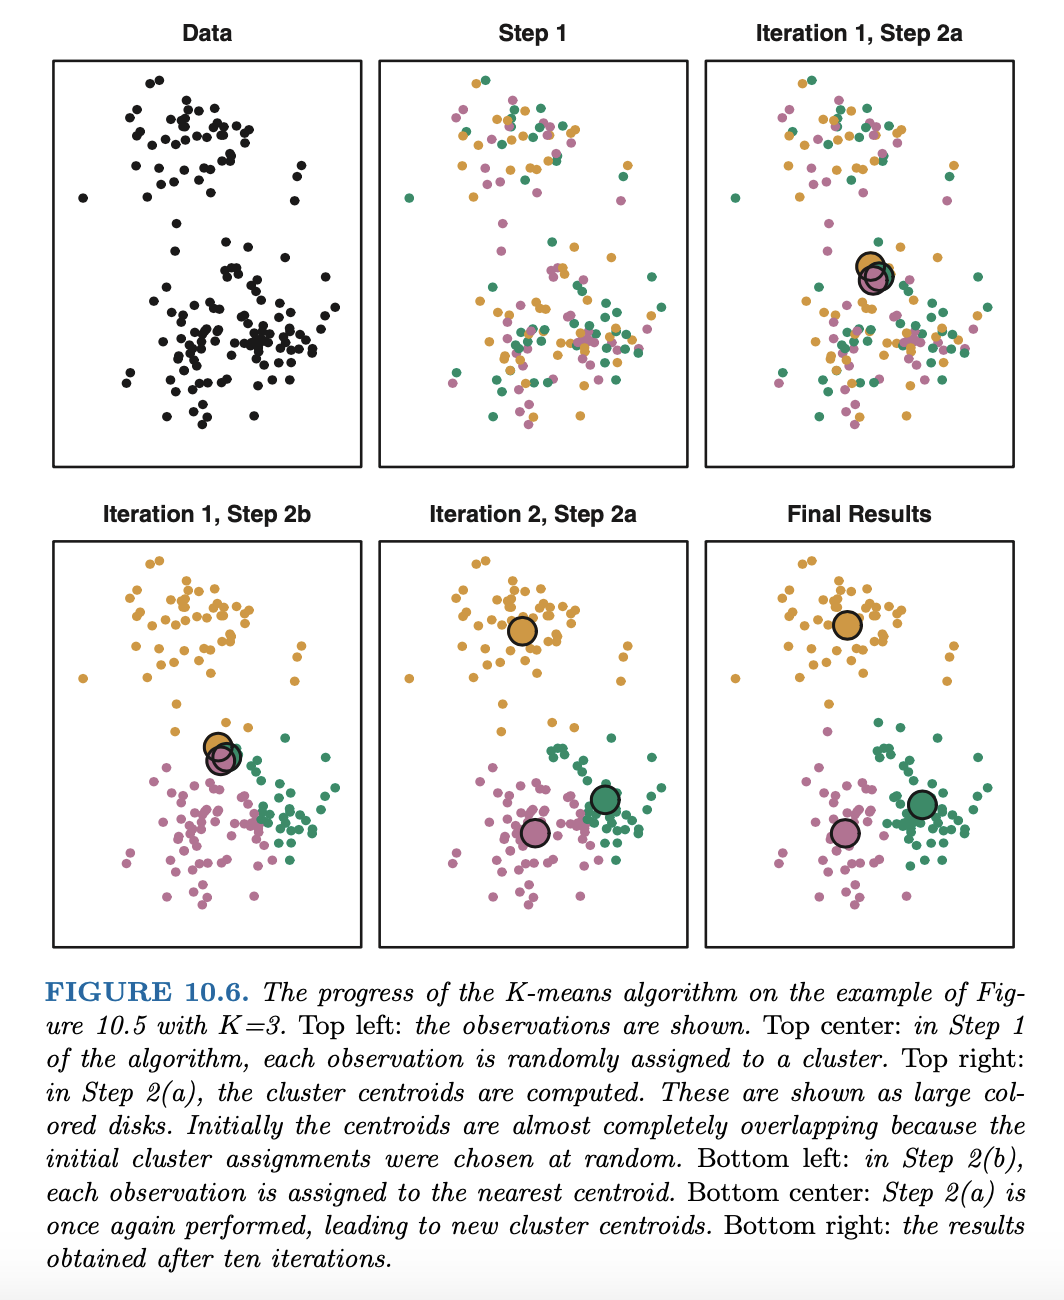 Data
Step 1
Iteration 1, Step 2a
Iteration 1, Step 2b
Iteration 2, Step 2a
Final Results
FIGURE 10.6. The progress of the K-means algorithm on the example of Fig-
ure 10.5 with K=3. Top left: the observations are shown. Top center: in Step 1
of the algorithm, each observation is randomly assigned to a cluster. Top right:
in Step 2(a), the cluster centroids are computed. These are shown as large col-
ored disks. Initially the centroids are almost completely overlapping because the
initial cluster assignments were chosen at random. Bottom left: in Step 2(b),
each observation is assigned to the nearest centroid. Bottom center: Step 2(a) is
once again performed, leading to new cluster centroids. Bottom right: the results
obtained after ten iterations.